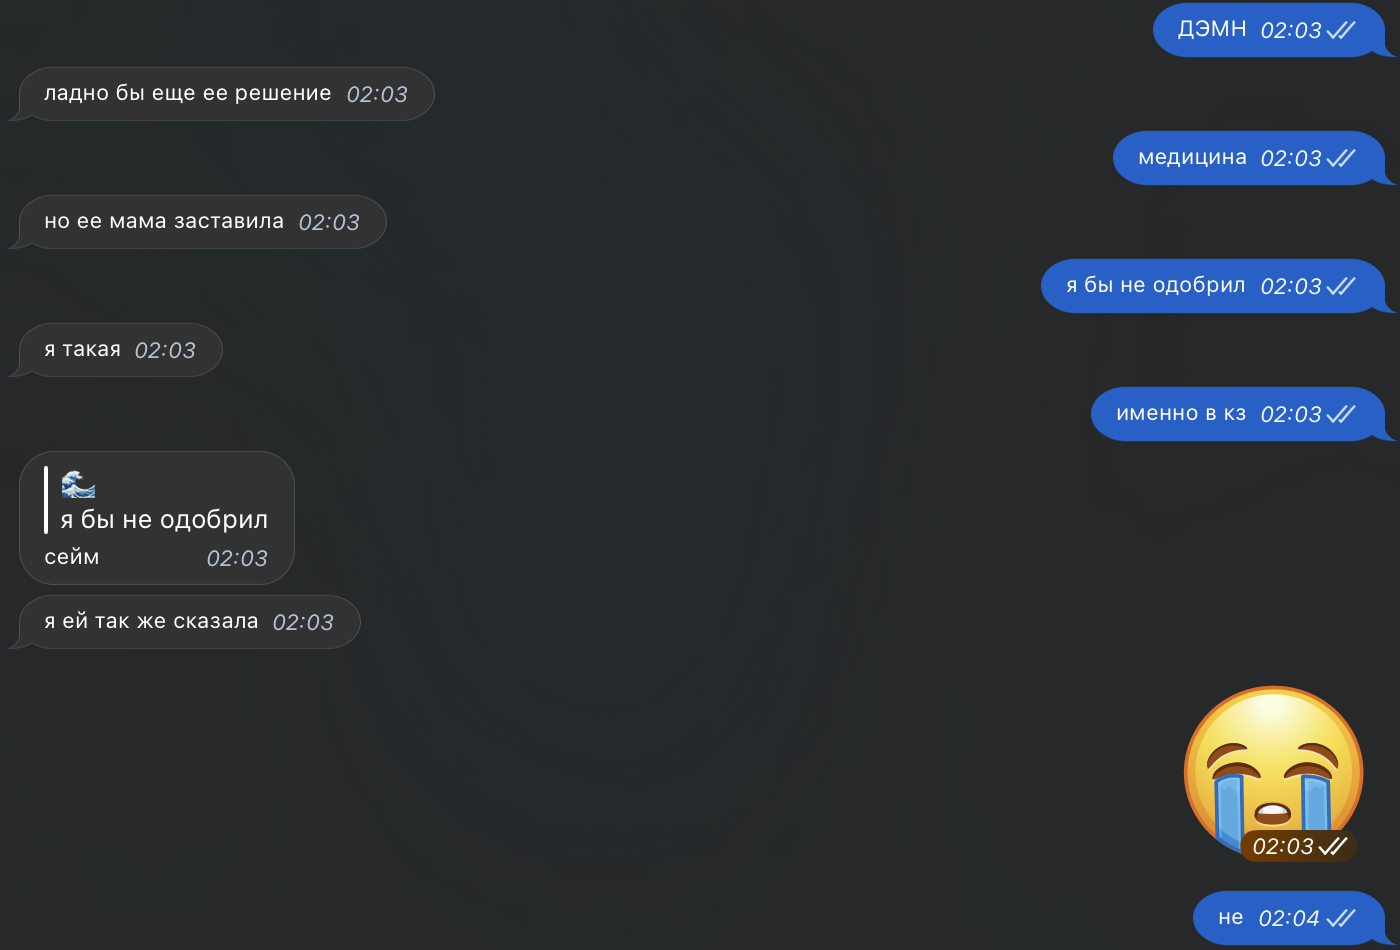 ДЭМН 02:03
ладно бы еще ее решение 02:03
медицина 02:03
но ее мама заставила 02:03
я бы не одобрил 02:03
я такая 02:03
именно в кз 02:03
я бы не одобрил
сейм 02:03
я ей так же сказала 02:03
02:03
не 02:04